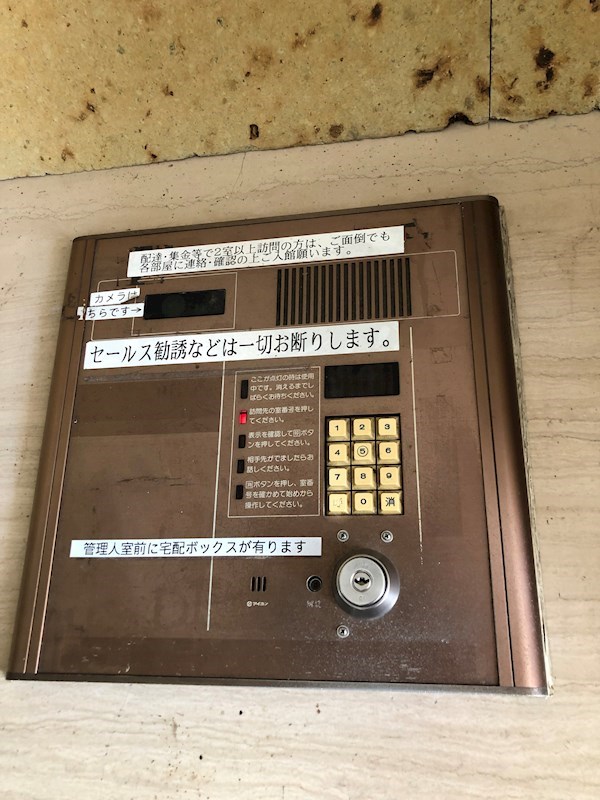 配達・集金等で2室以上訪問の方は、ご面倒でも
各部屋に連絡・確認の上ご入館願います。
カメラは
ちらです→
セールス勧誘などは一切お断りします。
ここが点灯の時は使用
中です。消えるまでし
ばらくお待ちください。
訪問先の室番号を押し
てください。
表示を確認して呼ボタ
ンを押してください。
相手先がでましたらお
話しください。
消ボタンを押し、室番
号を確かめて始めから
操作してください。
1 2 3
4 5 6
7 8 9
0 消
管理人室前に宅配ボックスが有ります
アイホン